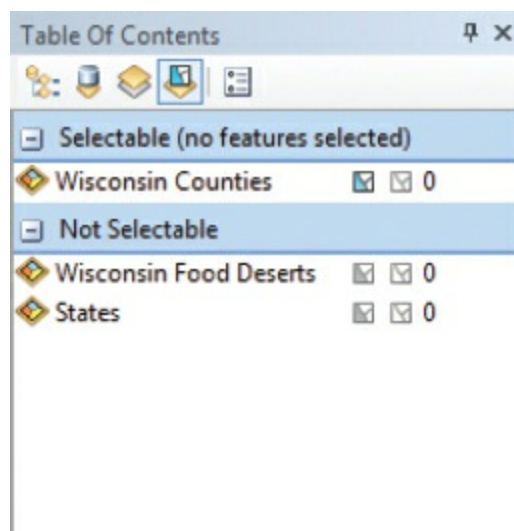 Table Of Contents
Selectable (no features selected)
Wisconsin Counties 0
Not Selectable
Wisconsin Food Deserts 0
States 0